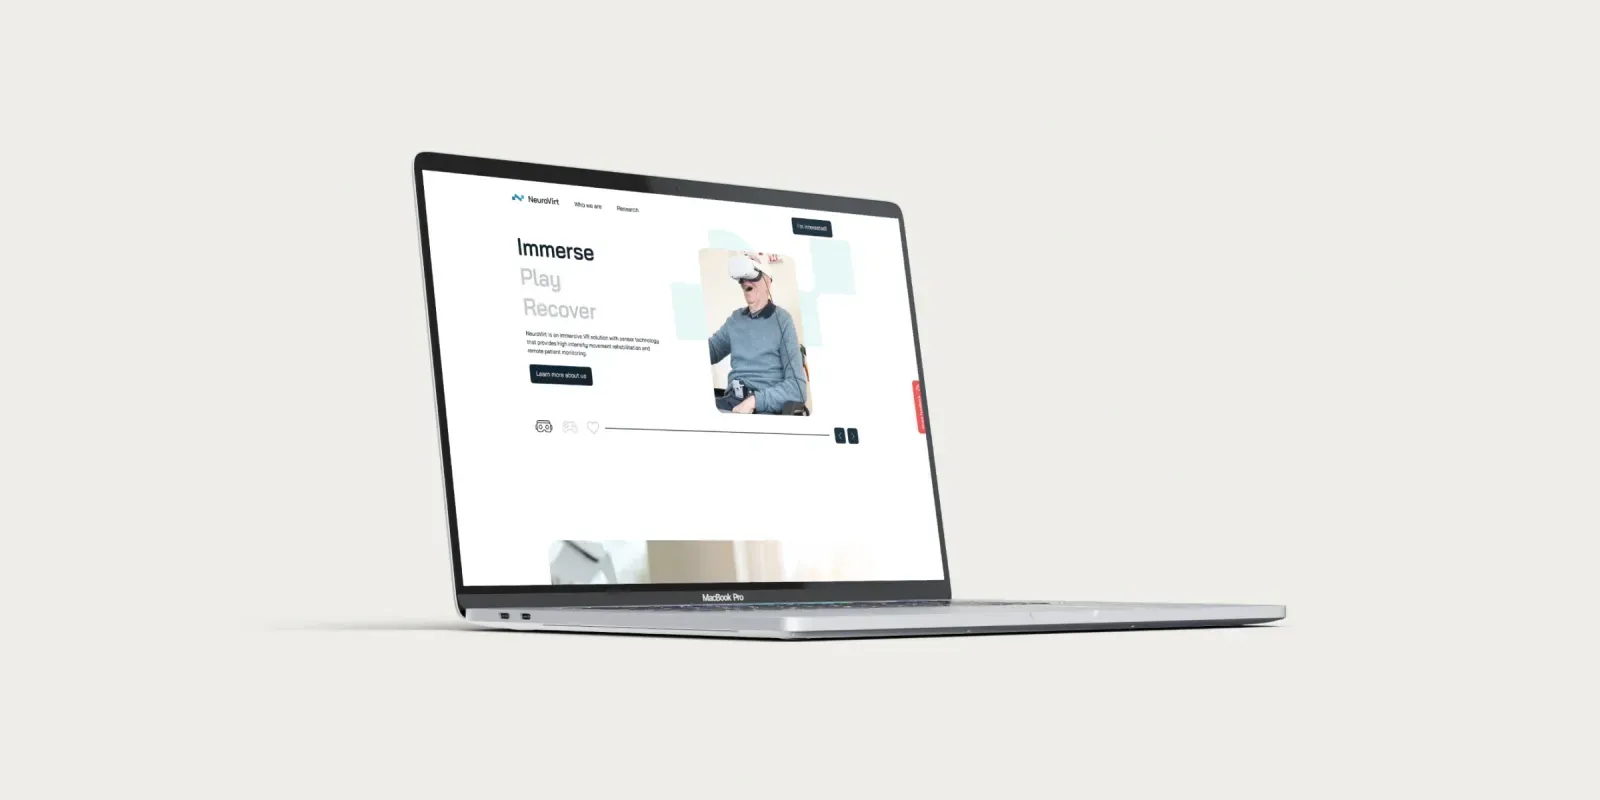 NeuroVirt
Who we are
Research
I'm interested!
Immerse
Play
Recover
NeuroVirt is an immersive VR solution with sensor technology
that provides high intensity movement rehabilitation and
remote patient monitoring.
Learn more about us
MacBook Pro